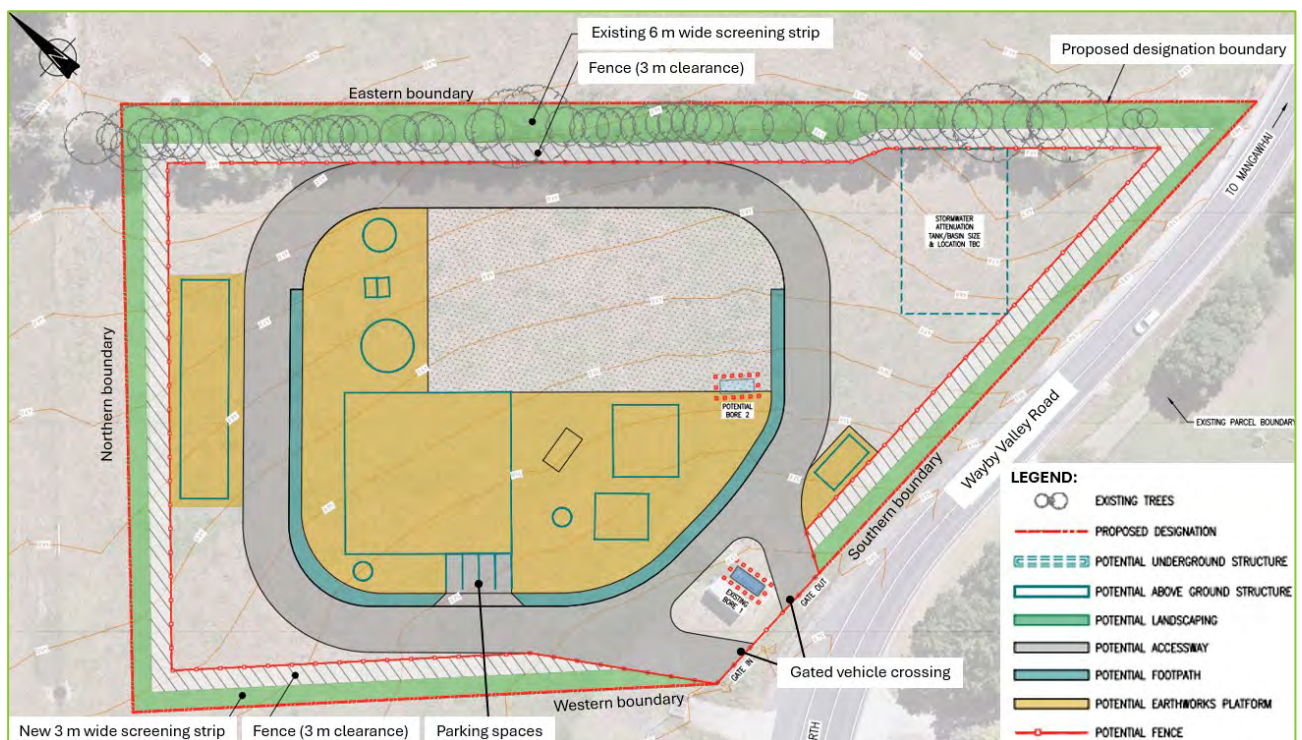 Existing 6 m wide screening strip
Fence (3 m clearance)
Proposed designation boundary
Eastern boundary
TO MANGAWHAI
STORMWATER
ATTENUATION
TANK/BASIN SIZE
& LOCATION TBC
Northern boundary
POTENTIAL
BORE 2
Wayby Valley Road
EXISTING PARCEL BOUNDARY
Southern boundary
EXISTING
BORE 1
GATE OUT
GATE IN
Gated vehicle crossing
Western boundary
New 3 m wide screening strip
Fence (3 m clearance)
Parking spaces
LEGEND:
EXISTING TREES
PROPOSED DESIGNATION
POTENTIAL UNDERGROUND STRUCTURE
POTENTIAL ABOVE GROUND STRUCTURE
POTENTIAL LANDSCAPING
POTENTIAL ACCESSWAY
POTENTIAL FOOTPATH
POTENTIAL EARTHWORKS PLATFORM
POTENTIAL FENCE